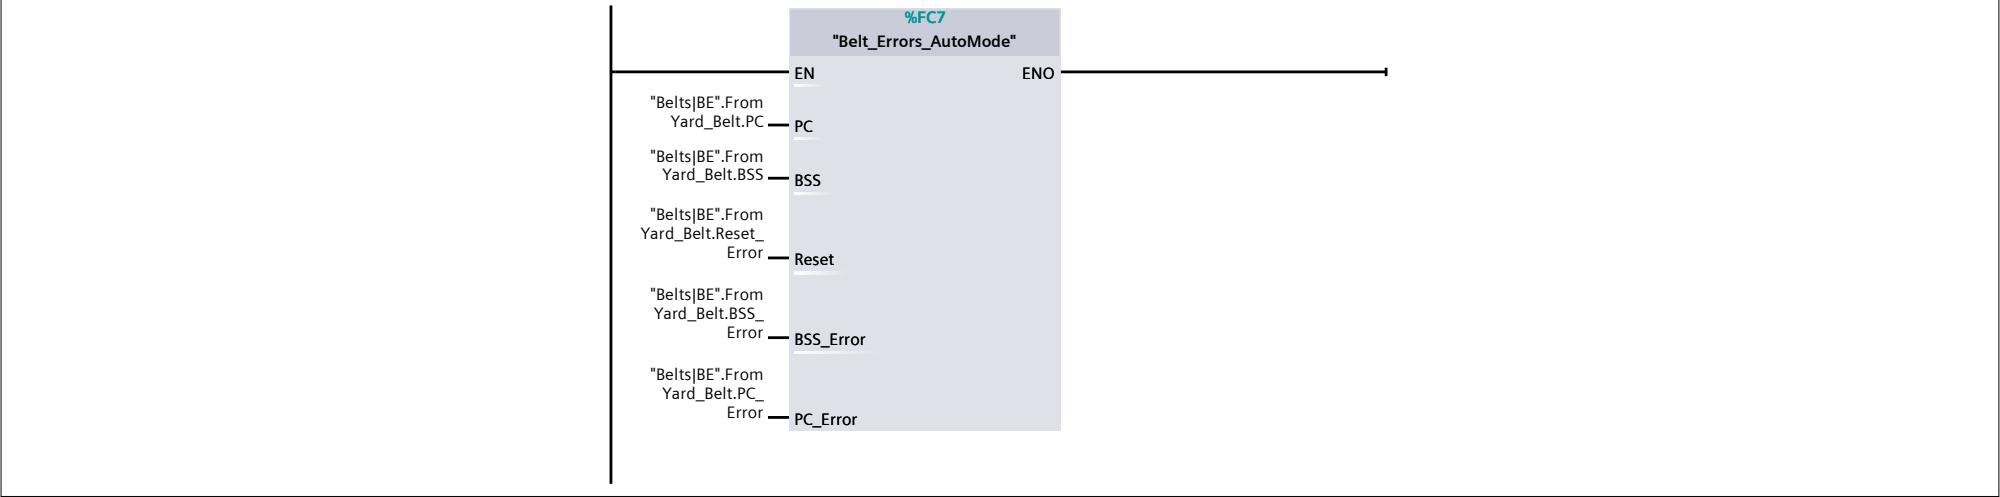 %FC7
"Belt_Errors_AutoMode"
EN
ENO
"Belts|BE".From
Yard_Belt.PC
PC
"Belts|BE".From
Yard_Belt.BSS
BSS
"Belts|BE".From
Yard_Belt.Reset_
Error
Reset
"Belts|BE".From
Yard_Belt.BSS_
Error
BSS_Error
"Belts|BE".From
Yard_Belt.PC_
Error
PC_Error